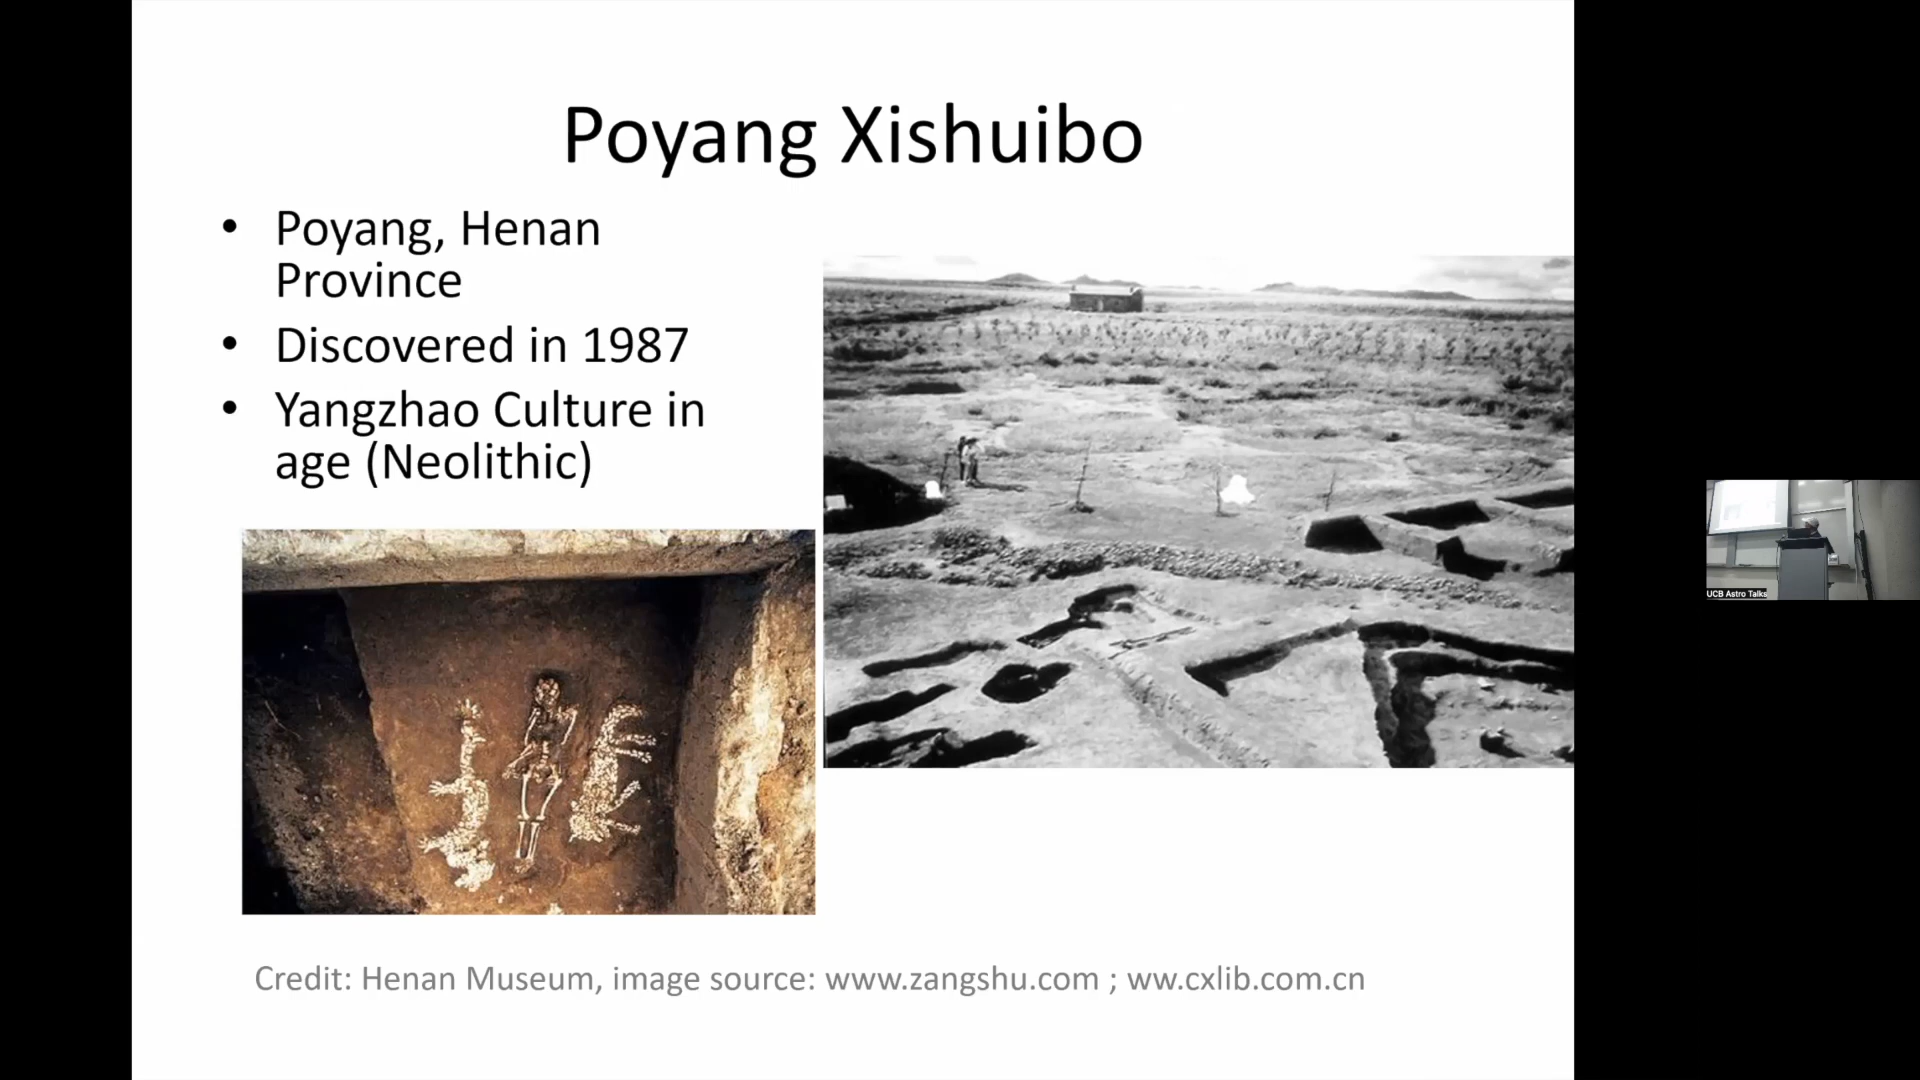 Poyang Xishuibo
• Poyang, Henan
Province
• Discovered in 1987
• Yangzhao Culture in
age (Neolithic)
Credit: Henan Museum, image source: www.zangshu.com ; ww.cxlib.com.cn
UCB Astro Talks